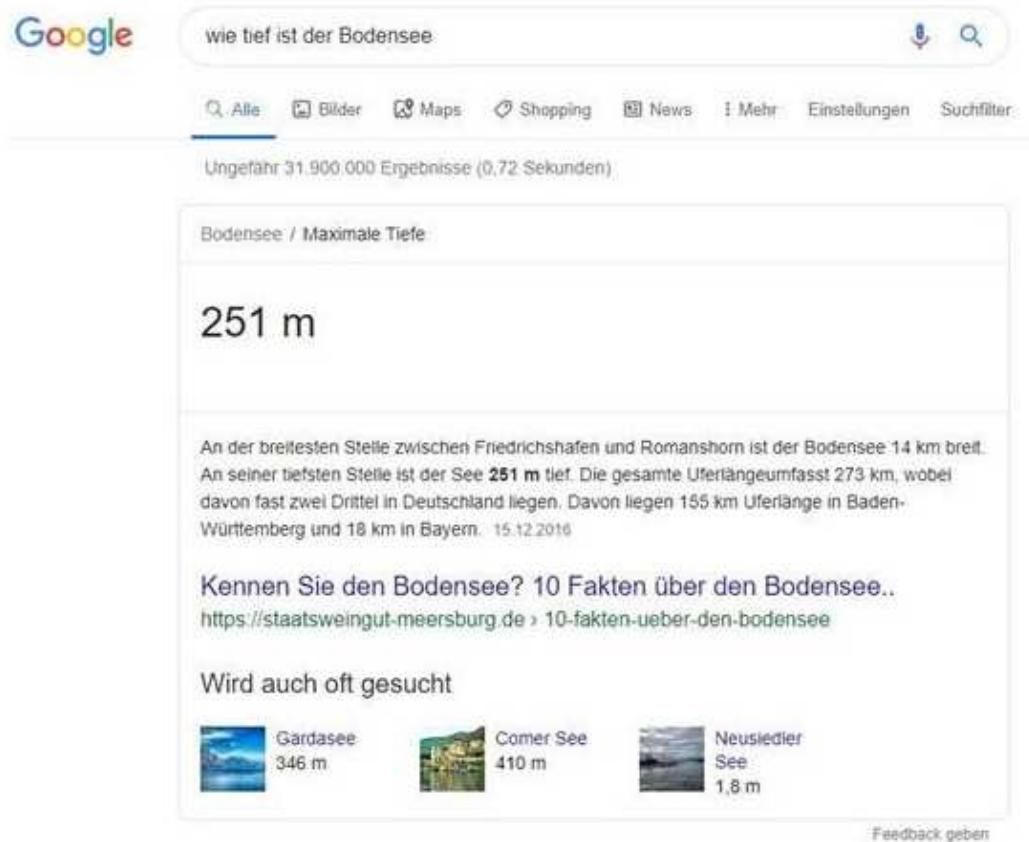 Google
wie tief ist der Bodensee
Alle Bilder Maps Shopping News Mehr Einstellungen Suchfilter
Ungefähr 31.900.000 Ergebnisse (0,72 Sekunden)
Bodensee / Maximale Tiefe
251 m
An der breitesten Stelle zwischen Friedrichshafen und Romanshorn ist der Bodensee 14 km breit.
An seiner tiefsten Stelle ist der See 251 m tief. Die gesamte Uferlängeumfasst 273 km, wobei
davon fast zwei Drittel in Deutschland liegen. Davon liegen 155 km Uferlänge in Baden-
Württemberg und 18 km in Bayern. 15.12.2016
Kennen Sie den Bodensee? 10 Fakten über den Bodensee..
https://staatsweingut-meersburg.de › 10-fakten-ueber-den-bodensee
Wird auch oft gesucht
Gardasee
346 m
Comer See
410 m
Neusiedler
See
1,8 m
Feedback geben